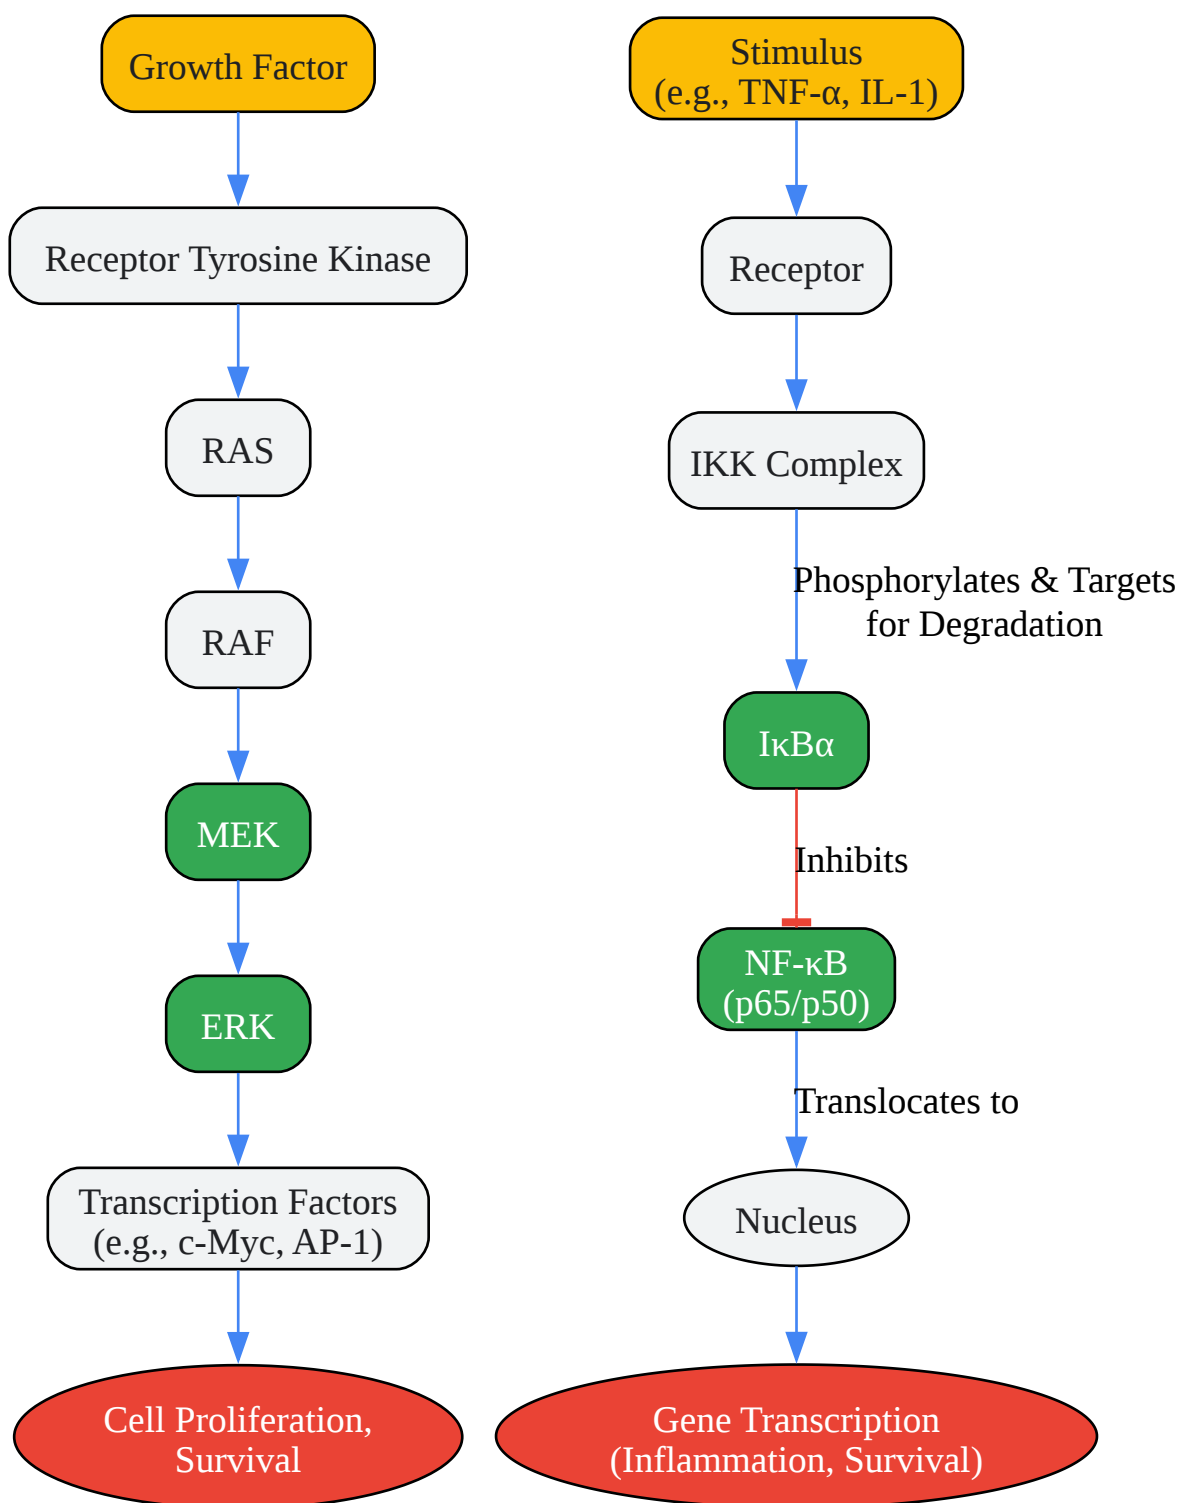 Growth Factor
Receptor Tyrosine Kinase
RAS
RAF
MEK
ERK
Transcription Factors
(e.g., c-Myc, AP-1)
Cell Proliferation,
Survival
Stimulus
(e.g., TNF-α, IL-1)
Receptor
IKK Complex
Phosphorylates & Targets
for Degradation
IκBα
Inhibits
NF-κB
(p65/p50)
Translocates to
Nucleus
Gene Transcription
(Inflammation, Survival)